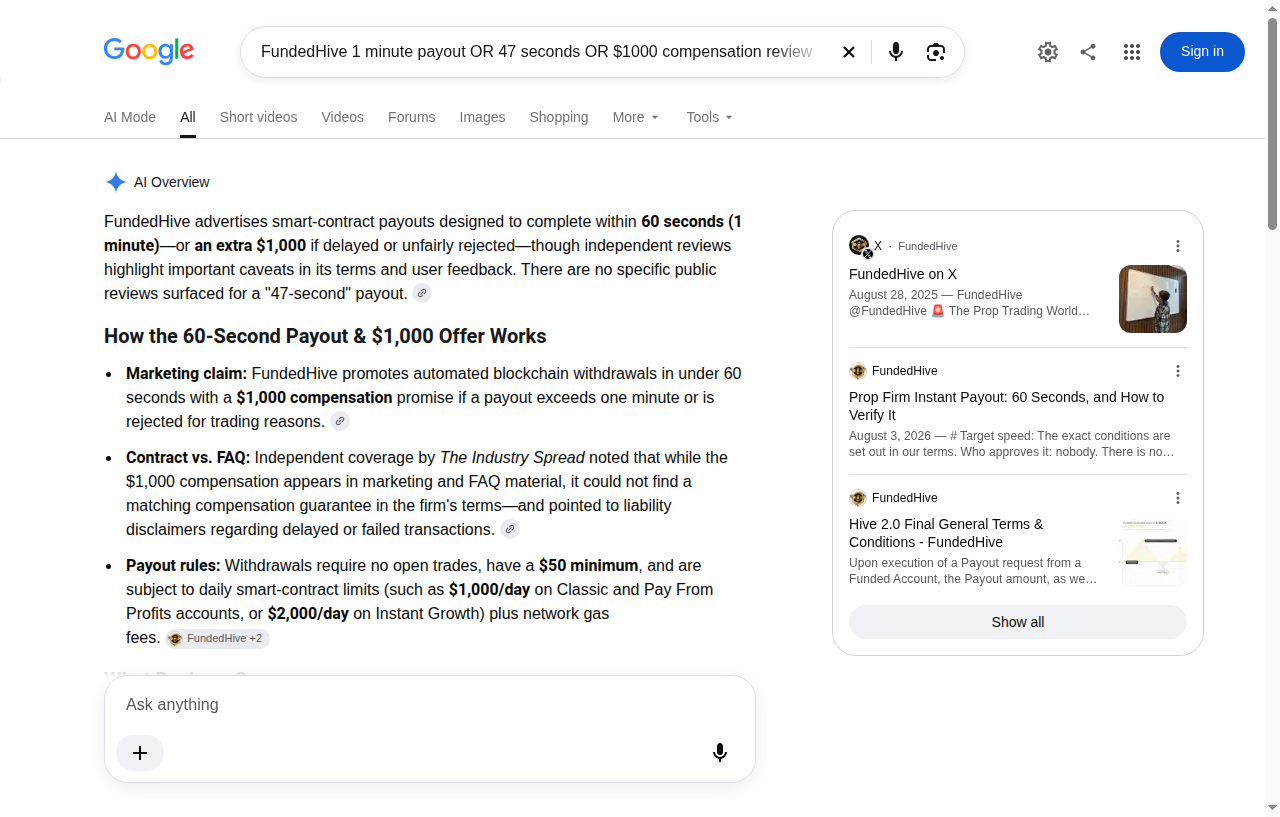 Google
FundedHive 1 minute payout OR 47 seconds OR $1000 compensation review
Sign in
AI Mode
All
Short videos
Videos
Forums
Images
Shopping
More
Tools
AI Overview
FundedHive advertises smart-contract payouts designed to complete within 60 seconds (1
minute)—or an extra $1,000 if delayed or unfairly rejected—though independent reviews
highlight important caveats in its terms and user feedback. There are no specific public
reviews surfaced for a "47-second" payout.
How the 60-Second Payout & $1,000 Offer Works
Marketing claim: FundedHive promotes automated blockchain withdrawals in under 60
seconds with a $1,000 compensation promise if a payout exceeds one minute or is
rejected for trading reasons.
Contract vs. FAQ: Independent coverage by The Industry Spread noted that while the
$1,000 compensation appears in marketing and FAQ material, it could not find a
matching compensation guarantee in the firm's terms—and pointed to liability
disclaimers regarding delayed or failed transactions.
Payout rules: Withdrawals require no open trades, have a $50 minimum, and are
subject to daily smart-contract limits (such as $1,000/day on Classic and Pay From
Profits accounts, or $2,000/day on Instant Growth) plus network gas
fees. FundedHive +2
Ask anything
X · FundedHive
FundedHive on X
August 28, 2025 — FundedHive
@FundedHive 🚨 The Prop Trading World…
FundedHive
Prop Firm Instant Payout: 60 Seconds, and How to
Verify It
August 3, 2026 — # Target speed: The exact conditions are
set out in our terms. Who approves it: nobody. There is no…
FundedHive
Hive 2.0 Final General Terms &
Conditions - FundedHive
Upon execution of a Payout request from a
Funded Account, the Payout amount, as we…
Show all